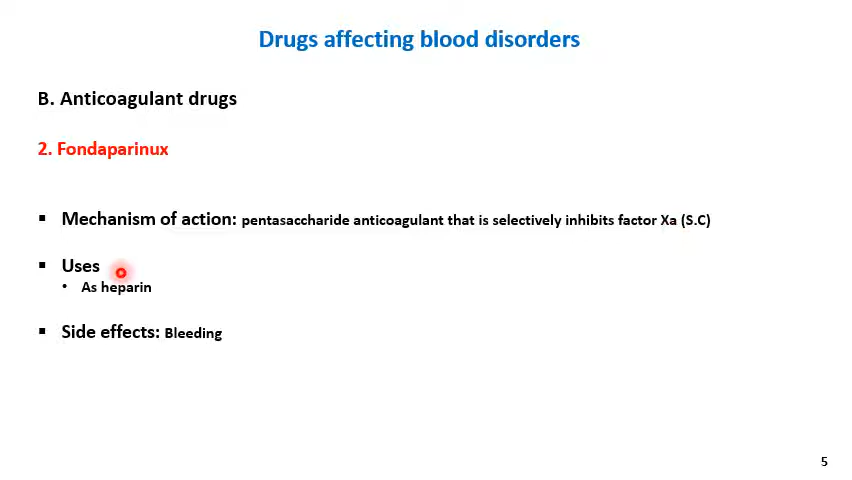 Drugs affecting blood disorders
B. Anticoagulant drugs
2. Fondaparinux
▪ Mechanism of action: pentasaccharide anticoagulant that is selectively inhibits factor Xa (S.C)
▪ Uses
• As heparin
▪ Side effects: Bleeding
5